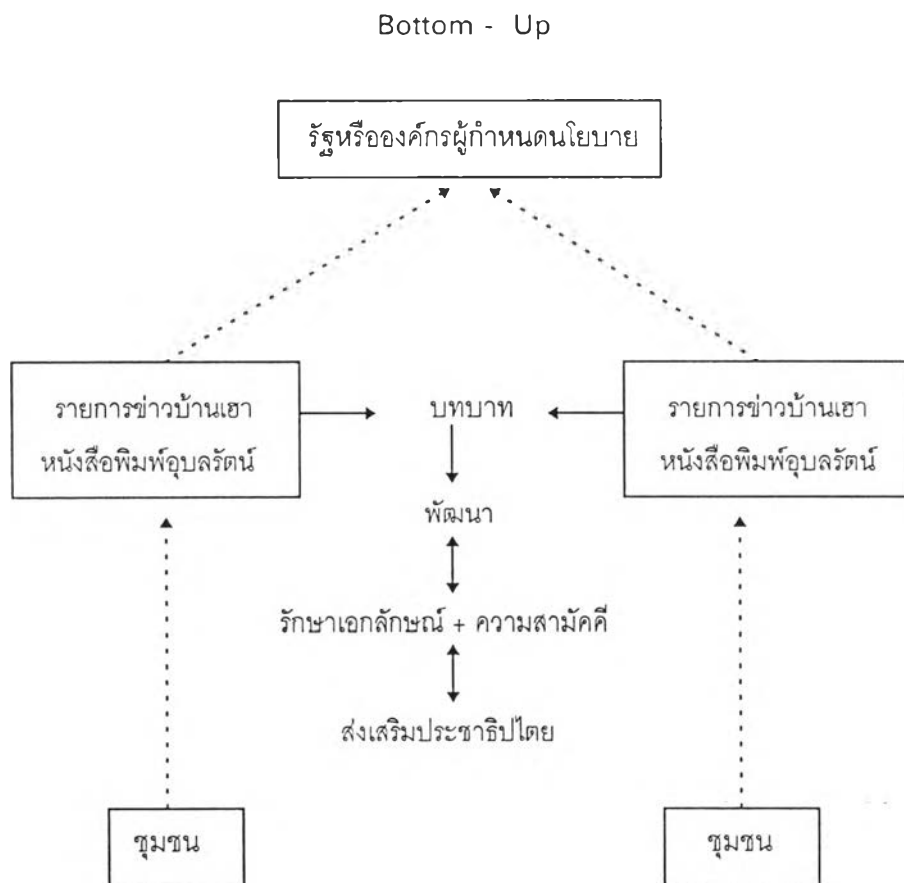 Bottom - Up
รัฐหรือองค์กรผู้กำหนดนโยบาย
รายการข่าวบ้านเฮา
หนังสือพิมพ์อุบลรัตน์
บทบาท
รายการข่าวบ้านเฮา
หนังสือพิมพ์อุบลรัตน์
พัฒนา
รักษาเอกลักษณ์ + ความสามัคคี
ส่งเสริมประชาธิปไตย
ชุมชน
ชุมชน